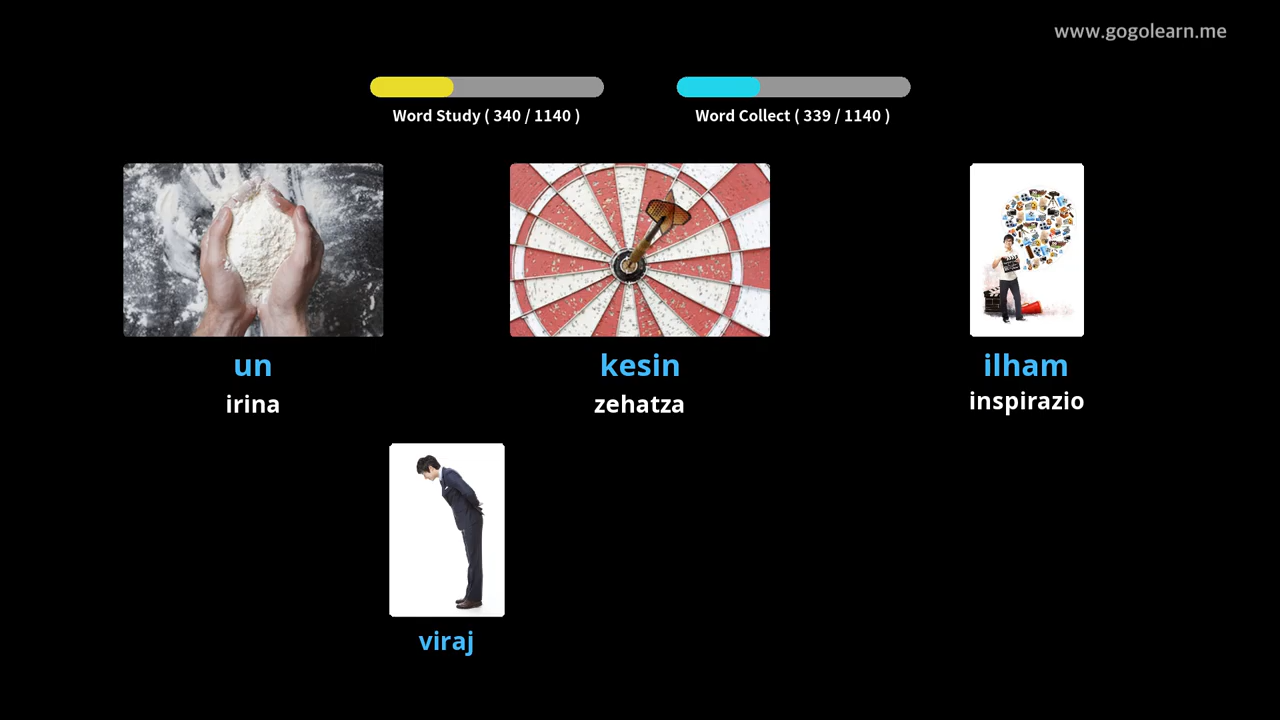 www.gogolearn.me
Word Study ( 340 / 1140 )
Word Collect ( 339 / 1140 )
un
irina
kesin
zehatza
ilham
inspirazio
viraj